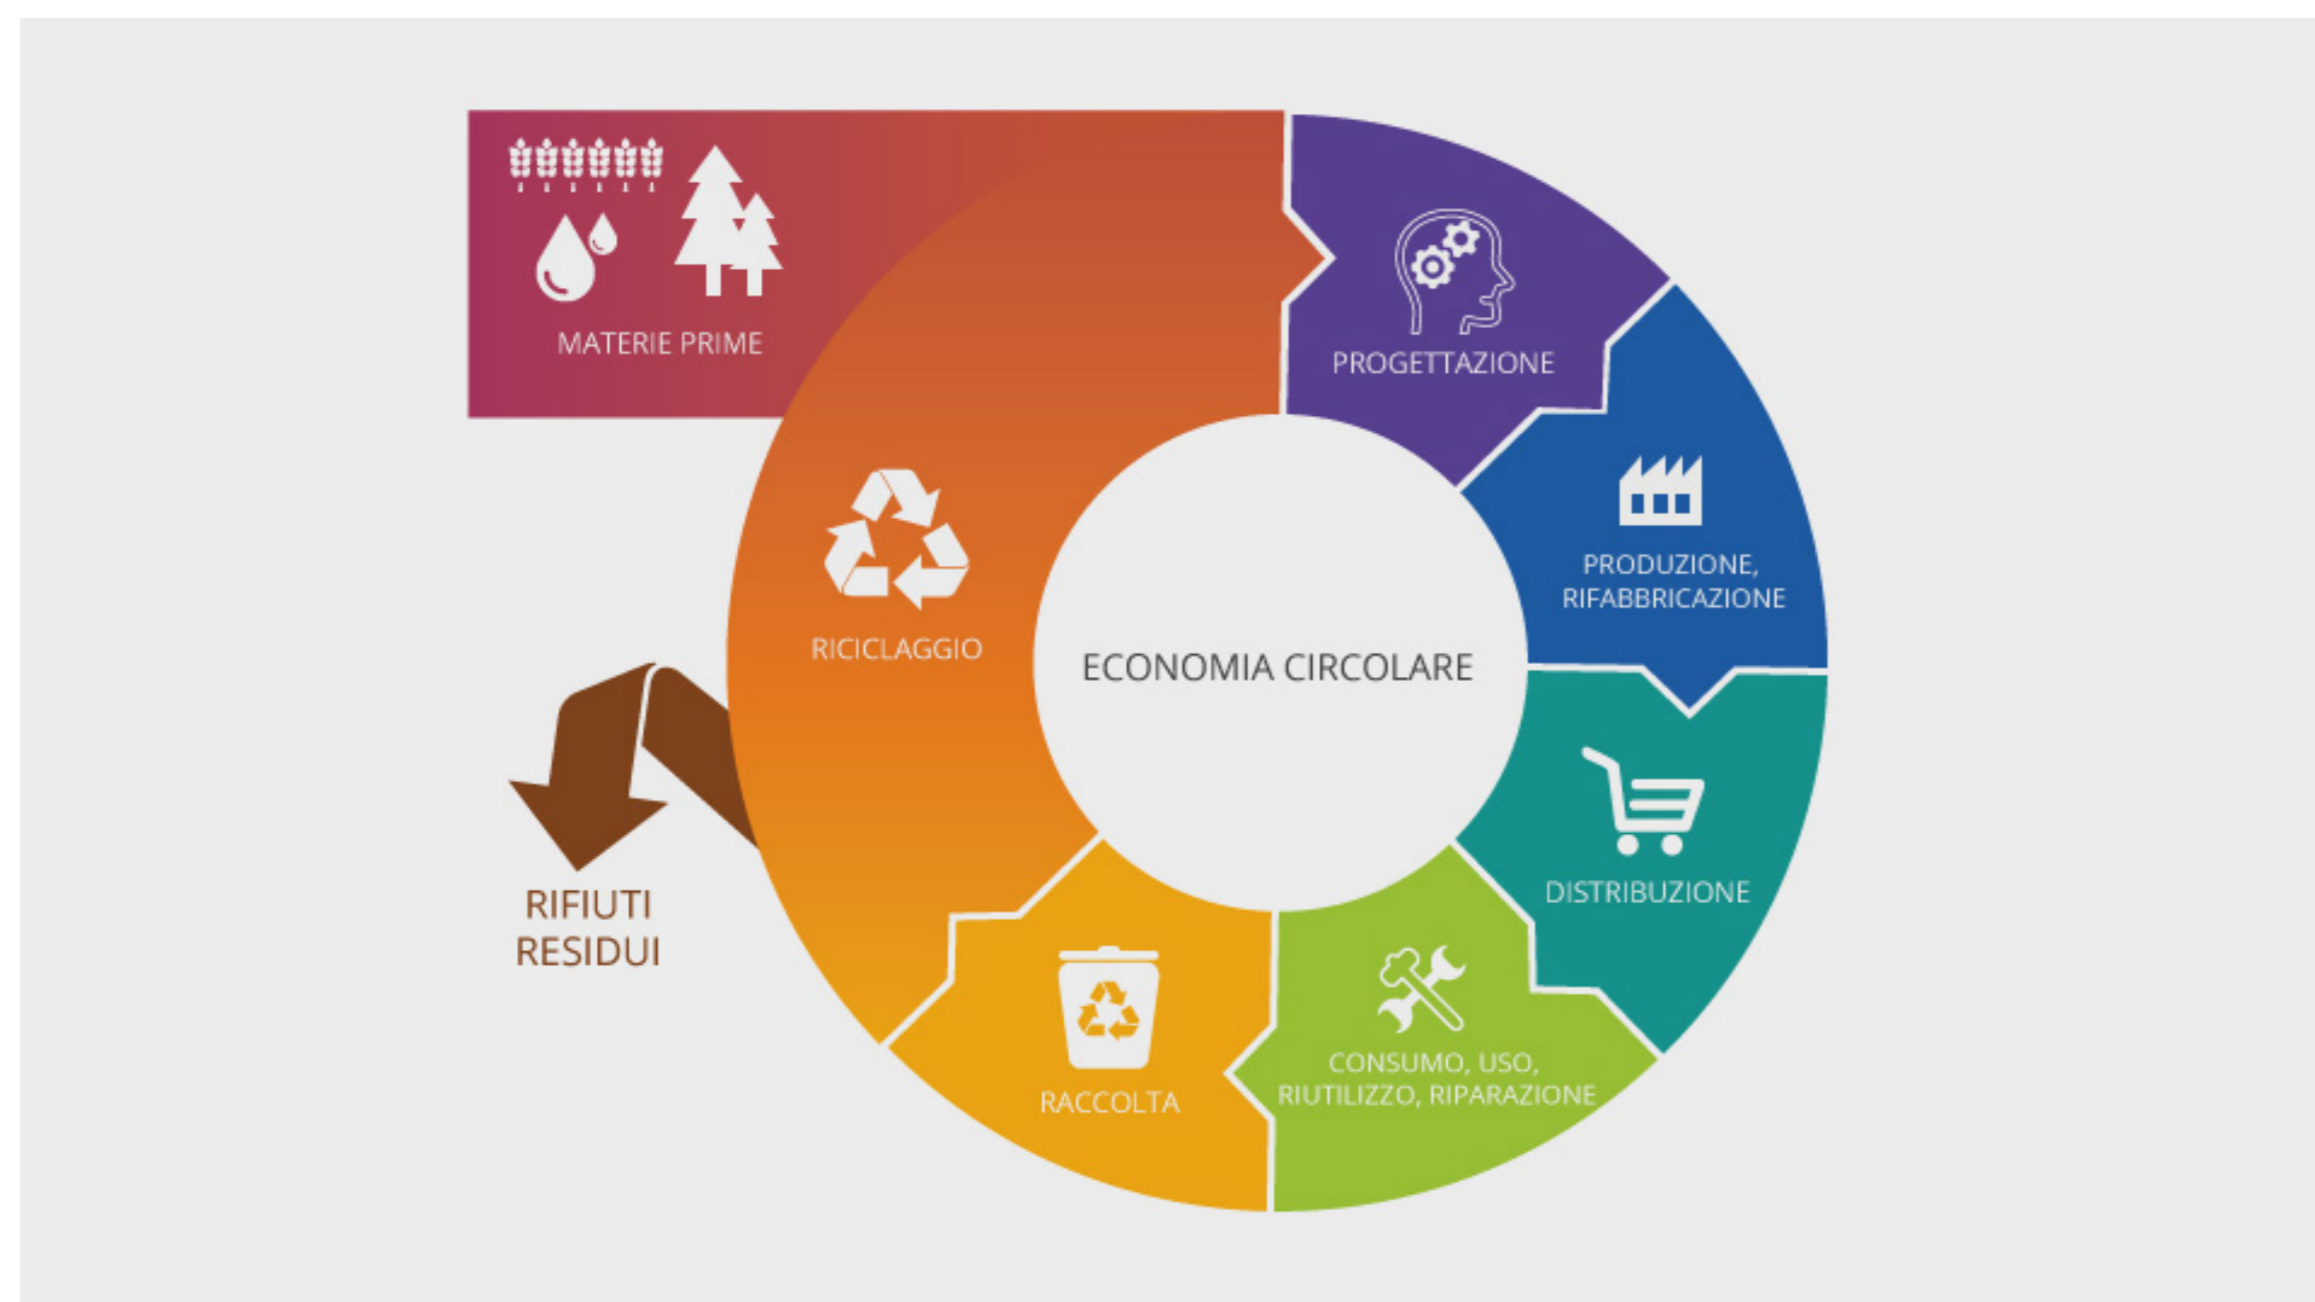 MATERIE PRIME
PROGETTAZIONE
PRODUZIONE,
RIFABBRICAZIONE
DISTRIBUZIONE
CONSUMO, USO,
RIUTILIZZO, RIPARAZIONE
RACCOLTA
RICICLAGGIO
RIFIUTI
RESIDUI
ECONOMIA CIRCOLARE